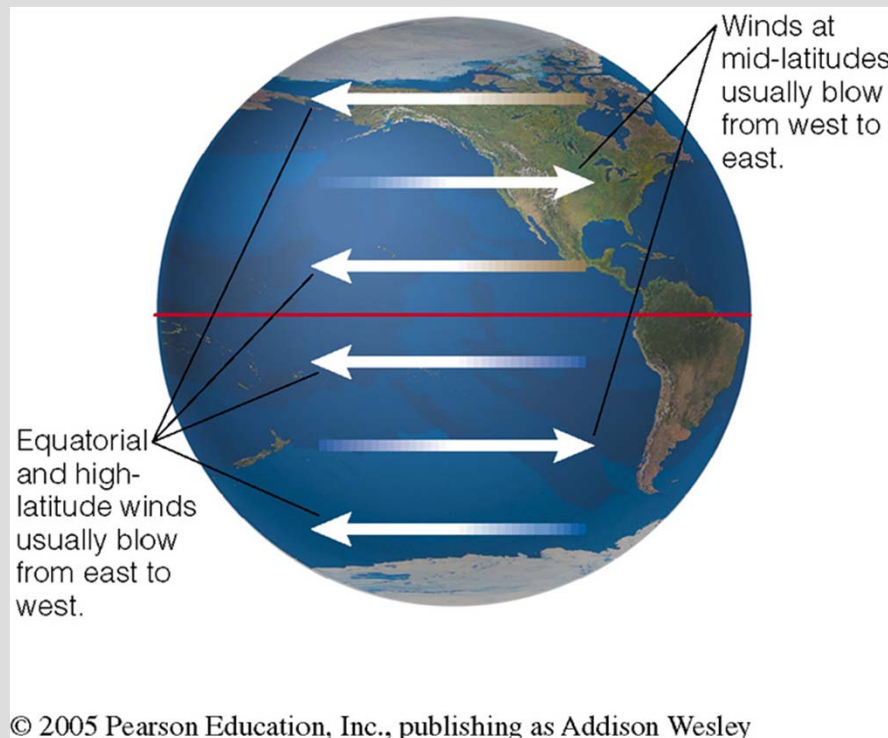 Winds at
mid-latitudes
usually blow
from west to
east.
Equatorial
and high-
latitude winds
usually blow
from east to
west.
© 2005 Pearson Education, Inc., publishing as Addison Wesley